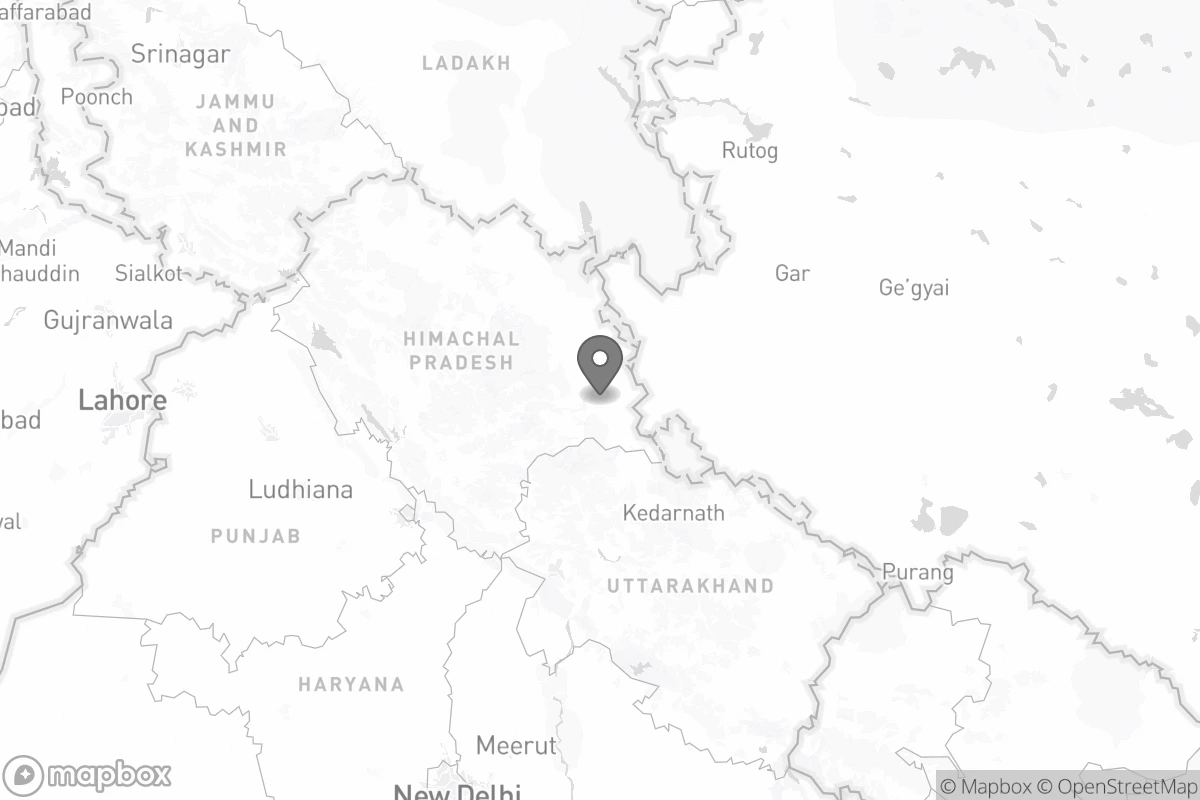 affarabad
Srinagar
LADAKH
Poonch
bad
JAMMU
AND
KASHMIR
Rutog
Mandi
hauddin
Sialkot
Gar
Ge'gyai
Gujranwala
HIMACHAL
PRADESH
Lahore
bad
Ludhiana
Kedarnath
val
PUNJAB
Purang
UTTARAKHAND
HARYANA
Meerut
mapbox
New Delhi
© Mapbox © OpenStreetMap